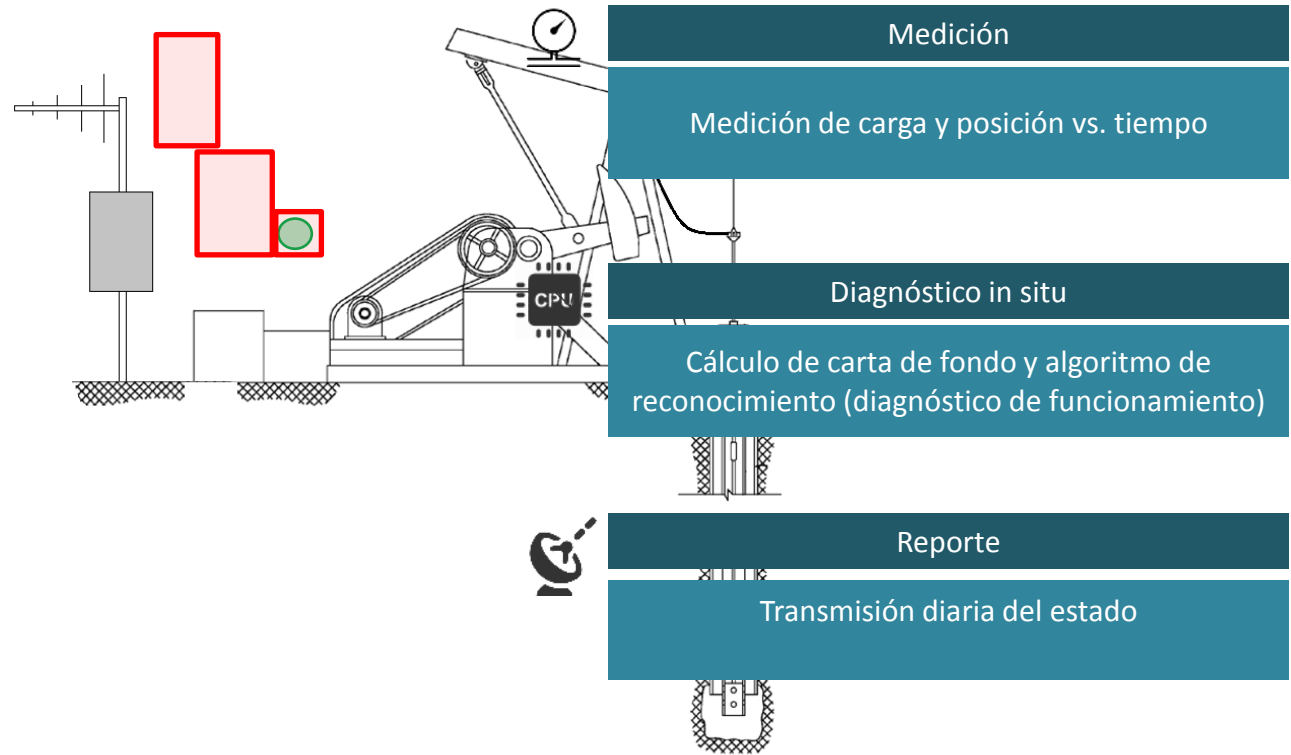 Medición
Medición de carga y posición vs. tiempo
CPU
Diagnóstico in situ
Cálculo de carta de fondo y algoritmo de
reconocimiento (diagnóstico de funcionamiento)
Reporte
Transmisión diaria del estado